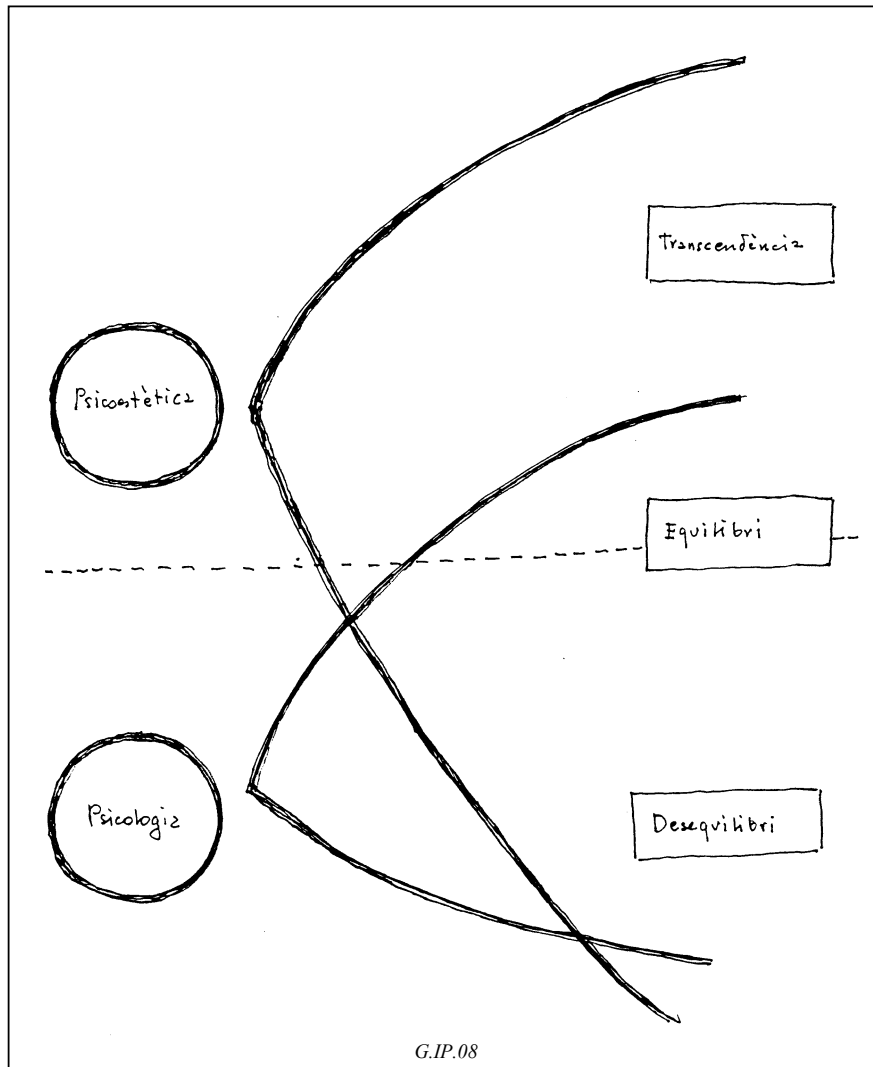 Transcendència
Psicoestètica
Equilibri
Psicologia
Desequilibri
G.IP.08